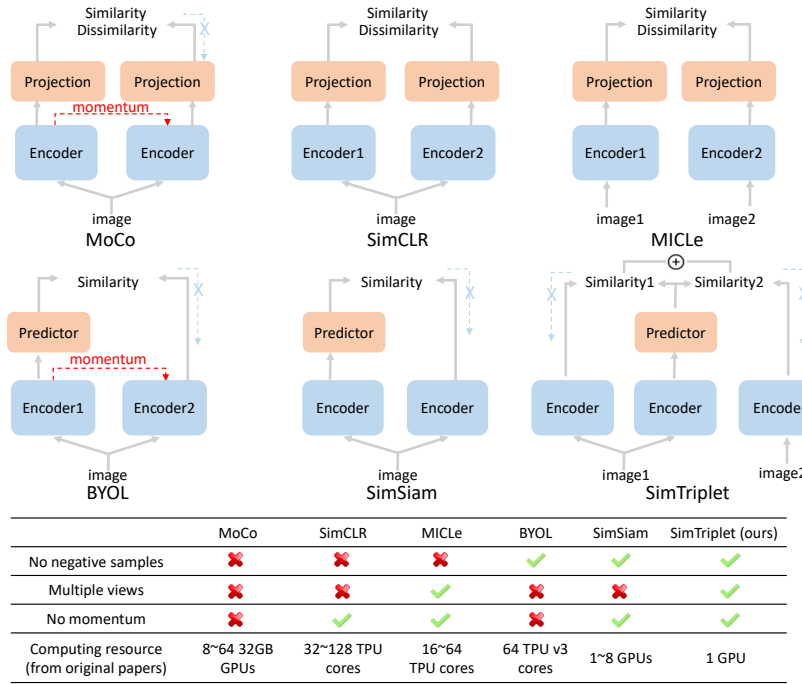 Similarity
Dissimilarity
X
Projection
Projection
momentum
Encoder
Encoder
image
MoCo
Similarity
Dissimilarity
Projection
Projection
Encoder1
Encoder2
image
SimCLR
Similarity
Dissimilarity
Projection
Projection
Encoder1
Encoder2
image1
image2
MICLe
Similarity
X
Predictor
momentum
Encoder1
Encoder2
image
BYOL
Similarity
X
Predictor
Encoder
Encoder
image
SimSiam
+
X
Similarity1
Similarity2
X
Predictor
Encoder
Encoder
Encoder
image1
image2
SimTriplet
MoCo SimCLR MICLe BYOL SimSiam SimTriplet (ours)
No negative samples
Multiple views
No momentum
Computing resource
(from original papers)
8~64 32GB
GPUs
32~128 TPU
cores
16~64
TPU cores
64 TPU v3
cores
1~8 GPUs
1 GPU